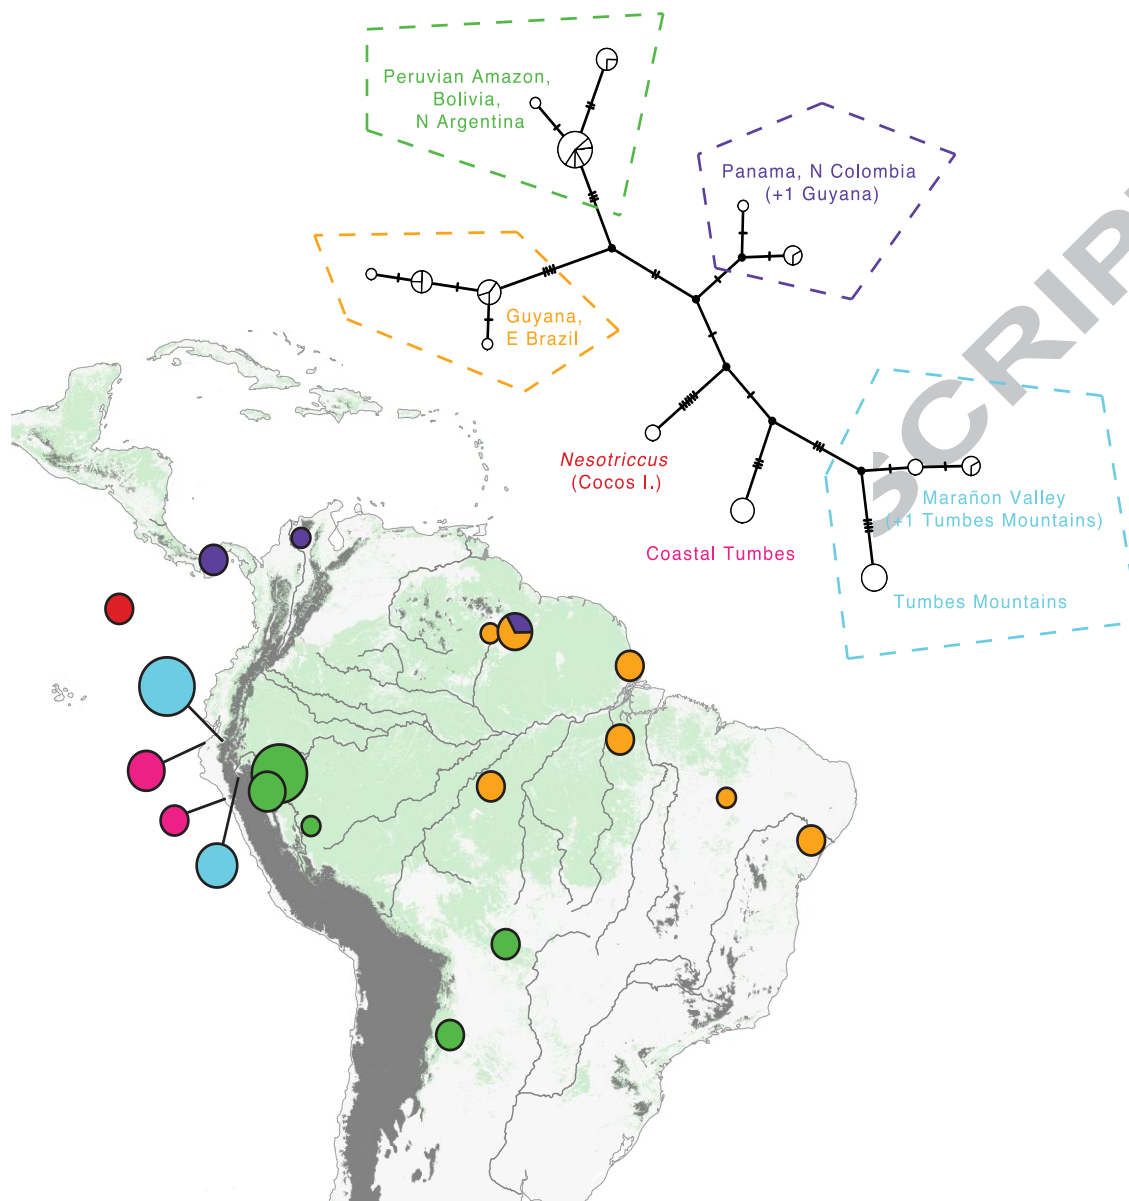 Peruvian Amazon,
Bolivia,
N Argentina
Panama, N Colombia
(+1 Guyana)
Guyana,
E Brazil
Nesotriccus
(Cocos I.)
Coastal Tumbes
Marañon Valley
(+1 Tumbes Mountains)
Tumbes Mountains